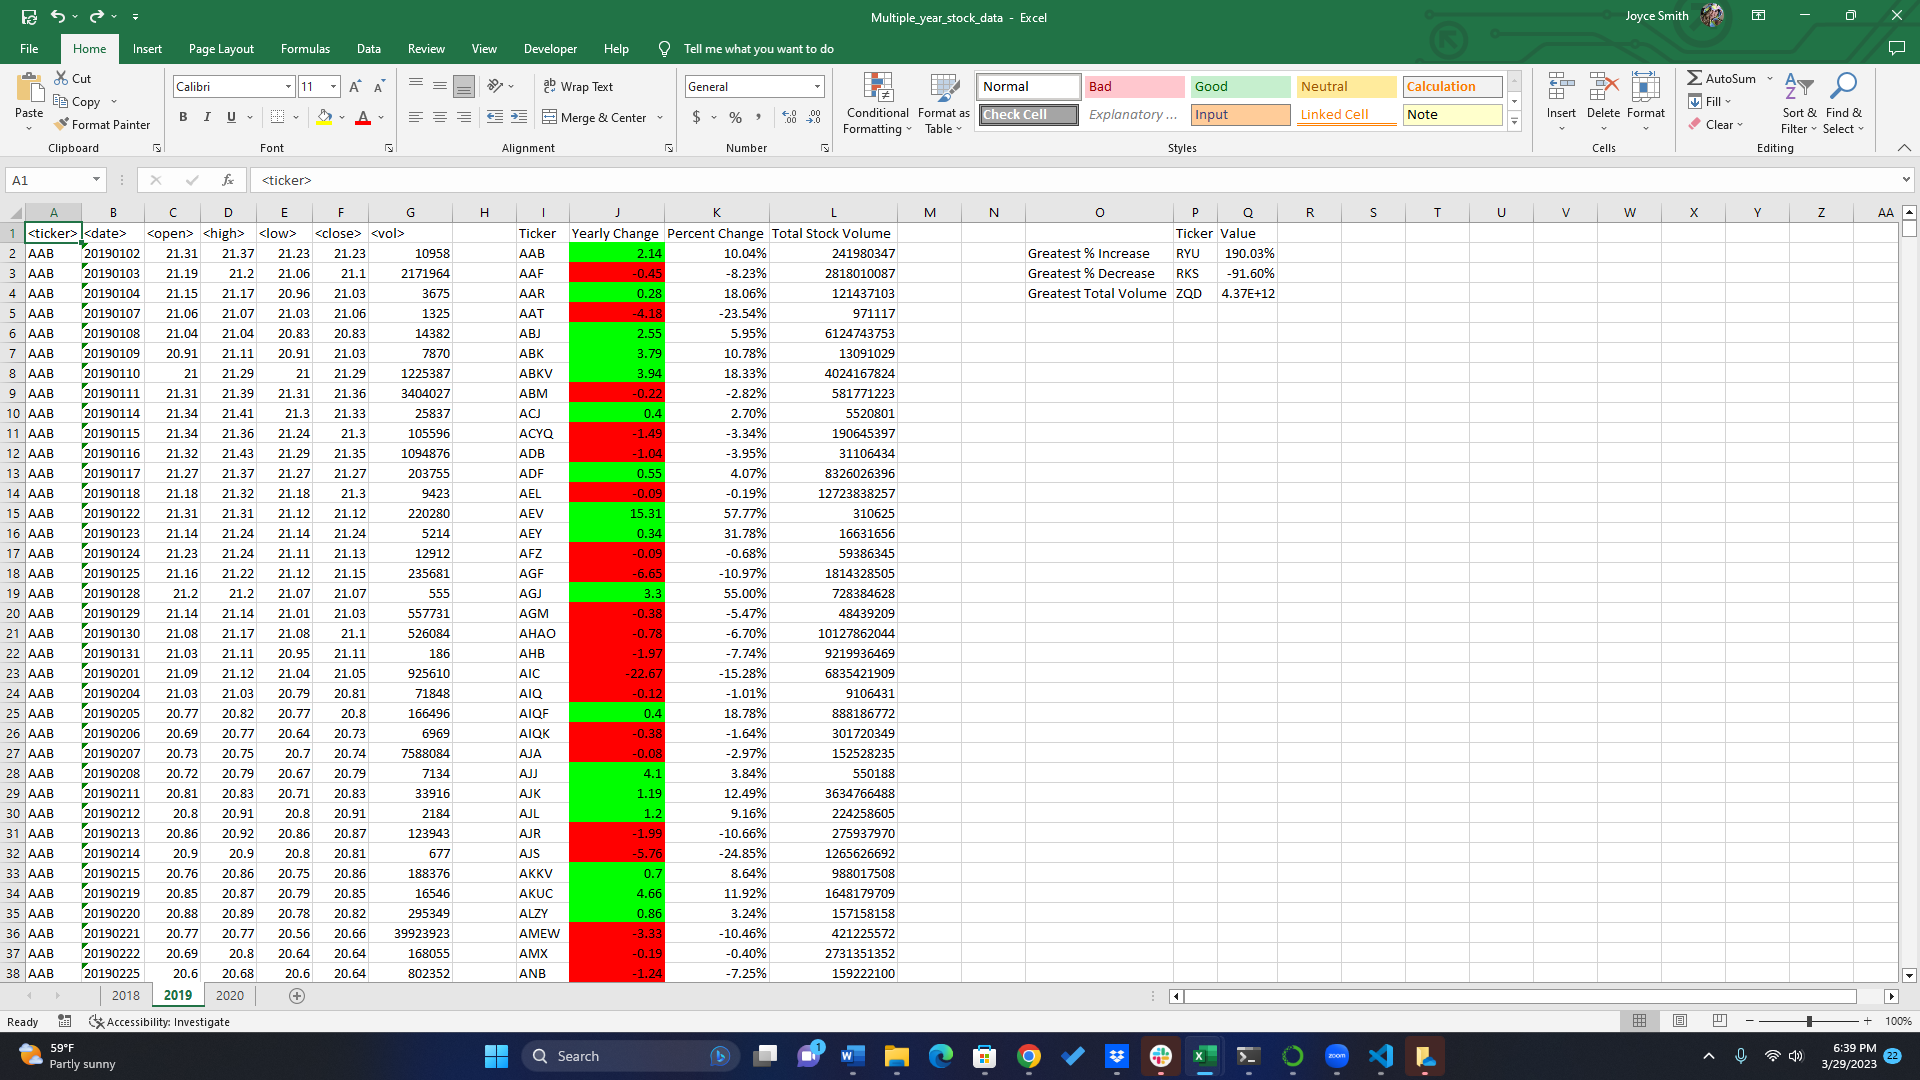 Multiple_year_stock_data - Excel
Joyce Smith
File Home Insert Page Layout Formulas Data Review View Developer Help Tell me what you want to do
Paste
Cut
Copy
Format Painter
Clipboard
Calibri 11
B I U
Font
Wrap Text
Merge & Center
Alignment
General
$ % ,
Number
Conditional Formatting
Format as Table
Normal Bad Good Neutral Calculation
Check Cell Explanatory ... Input Linked Cell Note
Styles
Insert Delete Format
Cells
AutoSum
Fill
Clear
Sort & Filter
Find & Select
Editing
A1 fx <ticker>
A B C D E F G H I J K L M N O P Q R S T U V W X Y Z AA
1 <ticker> <date> <open> <high> <low> <close> <vol> Ticker Yearly Change Percent Change Total Stock Volume Ticker Value
2 AAB 20190102 21.31 21.37 21.23 21.23 10958 AAB 2.14 10.04% 241980347 Greatest % Increase RYU 190.03%
3 AAB 20190103 21.19 21.2 21.06 21.1 2171964 AAF -0.45 -8.23% 2818010087 Greatest % Decrease RKS -91.60%
4 AAB 20190104 21.15 21.17 20.96 21.03 3675 AAR 0.28 18.06% 121437103 Greatest Total Volume ZQD 4.37E+12
5 AAB 20190107 21.06 21.07 21.03 21.06 1325 AAT -4.18 -23.54% 971117
6 AAB 20190108 21.04 21.04 20.83 20.83 14382 ABJ 2.55 5.95% 6124743753
7 AAB 20190109 20.91 21.11 20.91 21.03 7870 ABK 3.79 10.78% 13091029
8 AAB 20190110 21 21.29 21 21.29 1225387 ABKV 3.94 18.33% 4024167824
9 AAB 20190111 21.31 21.39 21.31 21.36 3404027 ABM -0.22 -2.82% 581771223
10 AAB 20190114 21.34 21.41 21.3 21.33 25837 ACJ 0.4 2.70% 5520801
11 AAB 20190115 21.34 21.36 21.24 21.3 105596 ACYQ -1.49 -3.34% 190645397
12 AAB 20190116 21.32 21.43 21.29 21.35 1094876 ADB -1.04 -3.95% 31106434
13 AAB 20190117 21.27 21.37 21.27 21.27 203755 ADF 0.55 4.07% 8326026396
14 AAB 20190118 21.18 21.32 21.18 21.3 9423 AEL -0.09 -0.19% 12723838257
15 AAB 20190122 21.31 21.31 21.12 21.12 220280 AEV 15.31 57.77% 310625
16 AAB 20190123 21.14 21.24 21.14 21.24 5214 AEY 0.34 31.78% 16631656
17 AAB 20190124 21.23 21.24 21.11 21.13 12912 AFZ -0.09 -0.68% 59386345
18 AAB 20190125 21.16 21.22 21.12 21.15 235681 AGF -6.65 -10.97% 1814328505
19 AAB 20190128 21.2 21.2 21.07 21.07 555 AGJ 3.3 55.00% 728384628
20 AAB 20190129 21.14 21.14 21.01 21.03 557731 AGM -0.38 -5.47% 48439209
21 AAB 20190130 21.08 21.17 21.08 21.1 526084 AHAO -0.78 -6.70% 10127862044
22 AAB 20190131 21.03 21.11 20.95 21.11 186 AHB -1.97 -7.74% 9219936469
23 AAB 20190201 21.09 21.12 21.04 21.05 925610 AIC -22.67 -15.28% 6835421909
24 AAB 20190204 21.03 21.03 20.79 20.81 71848 AIQ -0.12 -1.01% 9106431
25 AAB 20190205 20.77 20.82 20.77 20.8 166496 AIQF 0.4 18.78% 888186772
26 AAB 20190206 20.69 20.77 20.64 20.73 6969 AIQK -0.38 -1.64% 301720349
27 AAB 20190207 20.73 20.75 20.7 20.74 7588084 AJA -0.08 -2.97% 152528235
28 AAB 20190208 20.72 20.79 20.67 20.79 7134 AJJ 4.1 3.84% 550188
29 AAB 20190211 20.81 20.83 20.71 20.83 33916 AJK 1.19 12.49% 3634766488
30 AAB 20190212 20.8 20.91 20.8 20.91 2184 AJL 1.2 9.16% 224258605
31 AAB 20190213 20.86 20.92 20.86 20.87 123943 AJR -1.99 -10.66% 275937970
32 AAB 20190214 20.9 20.9 20.8 20.81 677 AJS -5.76 -24.85% 1265626692
33 AAB 20190215 20.76 20.86 20.75 20.86 188376 AKKV 0.7 8.64% 988017508
34 AAB 20190219 20.85 20.87 20.79 20.85 16546 AKUC 4.66 11.92% 1648179709
35 AAB 20190220 20.88 20.89 20.78 20.82 295349 ALZY 0.86 3.24% 157158158
36 AAB 20190221 20.77 20.77 20.56 20.66 39923923 AMEW -3.33 -10.46% 421225572
37 AAB 20190222 20.69 20.8 20.64 20.64 168055 AMX -0.19 -0.40% 2731351352
38 AAB 20190225 20.6 20.68 20.6 20.64 802352 ANB -1.24 -7.25% 159222100
2018 2019 2020
Ready Accessibility: Investigate 100%
59°F
Partly sunny
Search
1
zoom
6:39 PM
3/29/2023
22